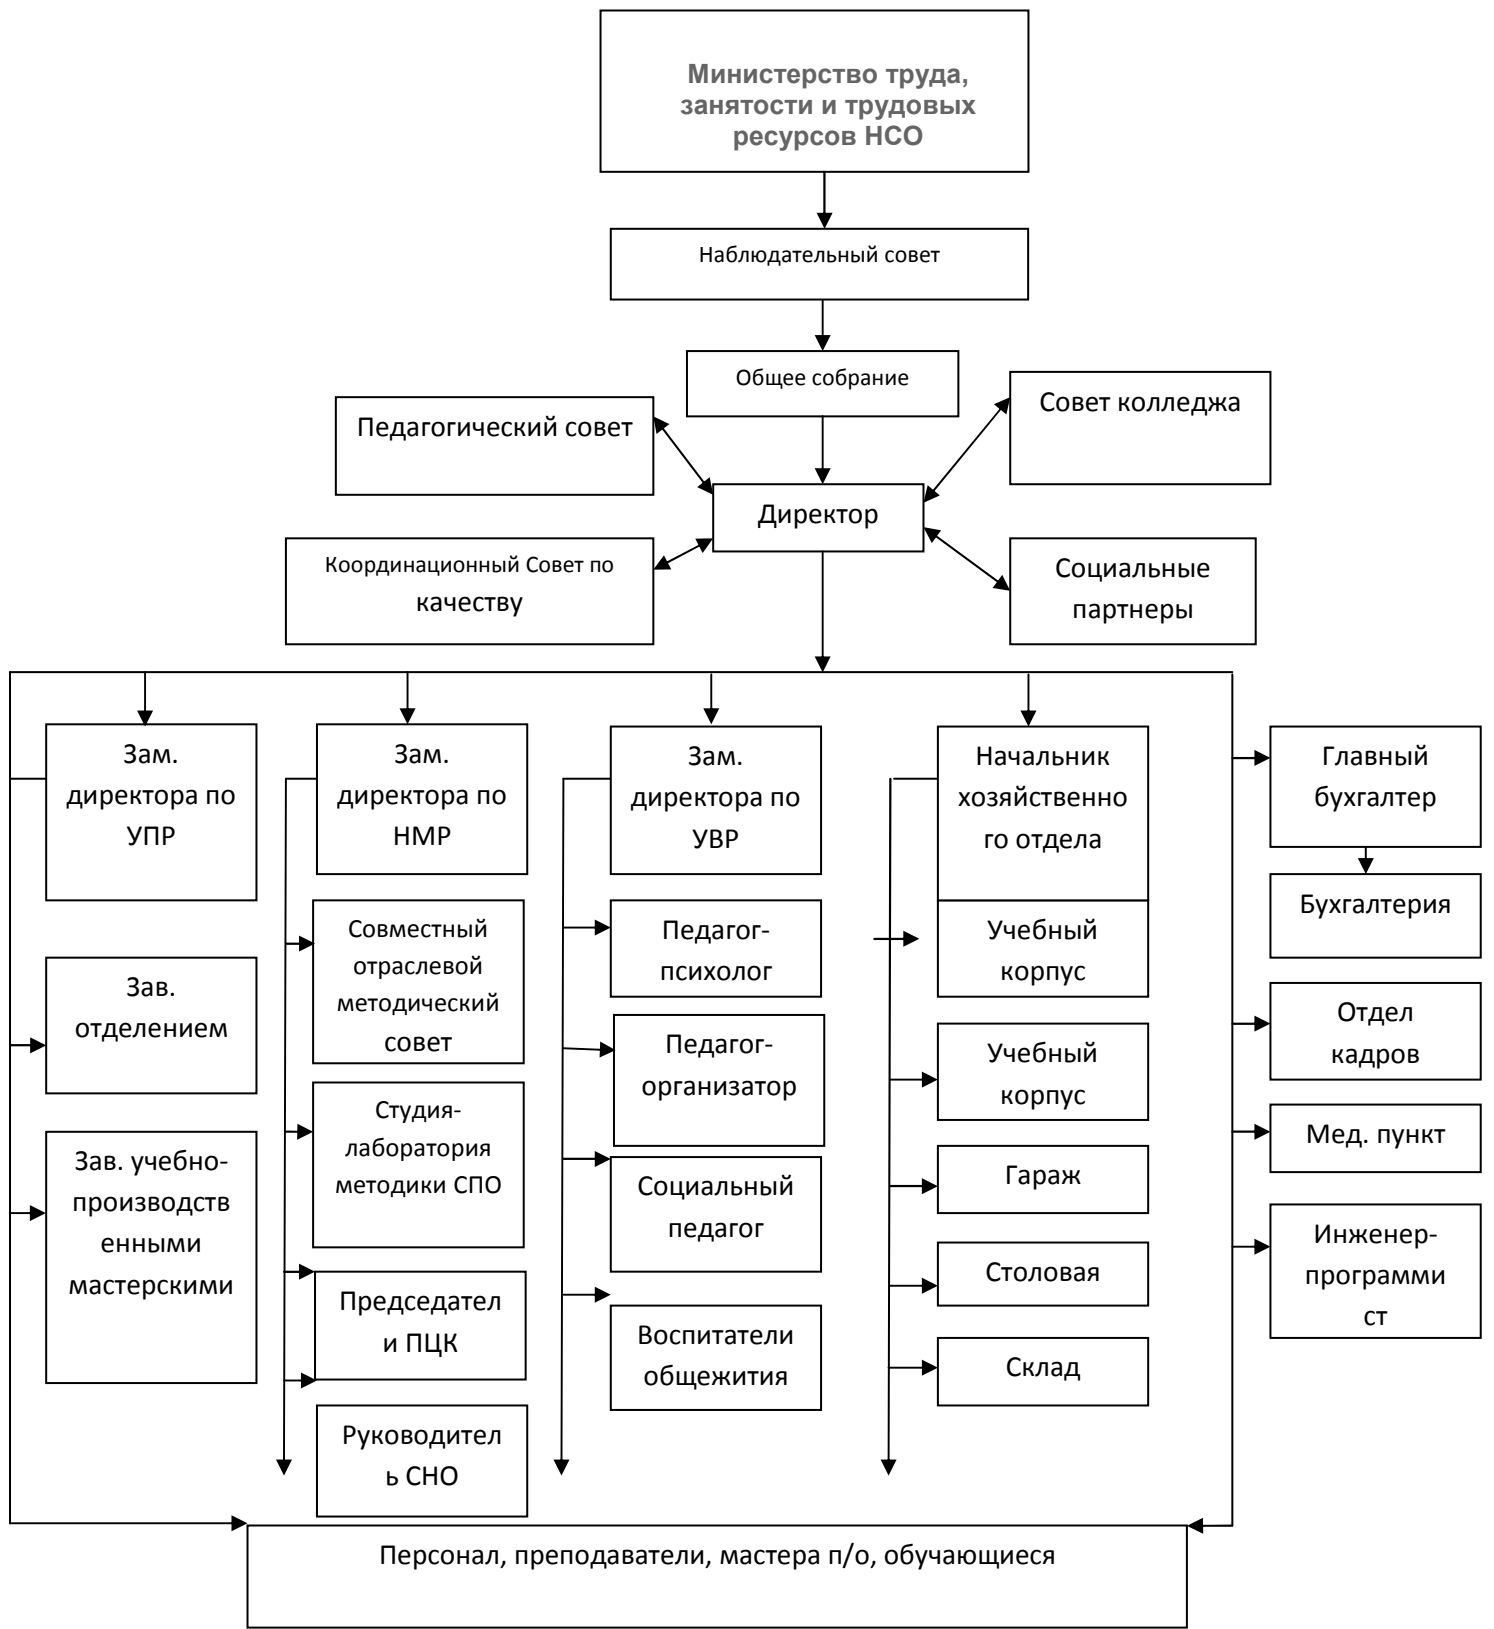 Министерство труда,
занятости и трудовых
ресурсов НСО
Наблюдательный совет
Общее собрание
Педагогический совет
Совет колледжа
Директор
Координационный Совет по
качеству
Социальные
партнеры
Зам.
директора по
УПР
Зам.
директора по
НМР
Зам.
директора по
УВР
Начальник
хозяйственно
го отдела
Главный
бухгалтер
Бухгалтерия
Зав.
отделением
Зав. учебно-
производств
енными
мастерскими
Совместный
отраслевой
методический
совет
Студия-
лаборатория
методики СПО
Председател
и ПЦК
Руководител
ь СНО
Педагог-
психолог
Педагог-
организатор
Социальный
педагог
Воспитатели
общежития
Учебный
корпус
Учебный
корпус
Гараж
Столовая
Склад
Отдел
кадров
Мед. пункт
Инженер-
программи
ст
Персонал, преподаватели, мастера п/о, обучающиеся